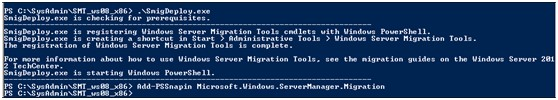 PS C:\SysAdmin\SMT_ws08_x86> .\SmigDeploy.exe
SmigDeploy.exe is checking for prerequisites.
SmigDeploy.exe is registering Windows Server Migration Tools cmdlets with Windows PowerShell.
SmigDeploy.exe is creating a shortcut in Start > Administrative Tools > Windows Server Migration Tools.
The registration of Windows Server Migration Tools is complete.
For more information about how to use Windows Server Migration Tools, see the migration guides on the Windows Server 201
2 TechCenter.
SmigDeploy.exe is starting Windows PowerShell.
PS C:\SysAdmin\SMT_ws08_x86> Add-PSSnapin Microsoft.Windows.ServerManager.Migration
PS C:\SysAdmin\SMT_ws08_x86>